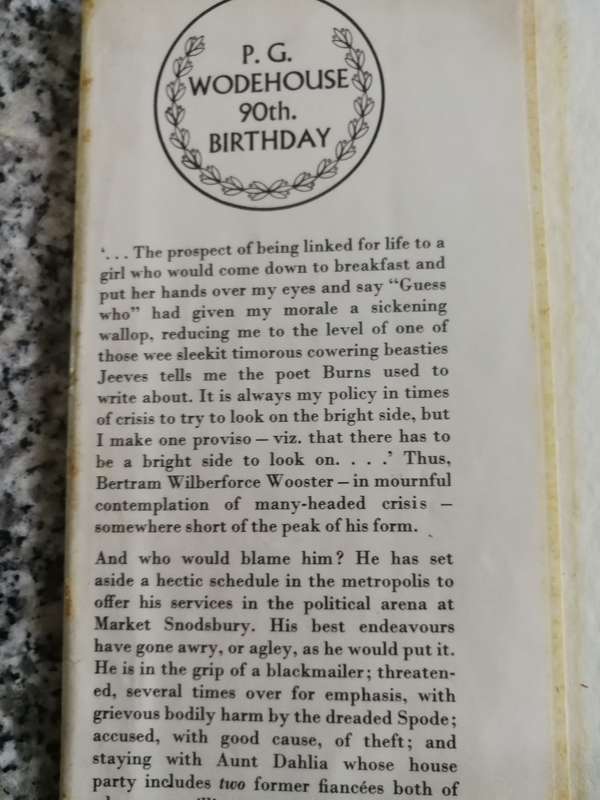 P. G.
WODEHOUSE
90th.
BIRTHDAY
'. . . The prospect of being linked for life to a
girl who would come down to breakfast and
put her hands over my eyes and say “Guess
who” had given my morale a sickening
wallop, reducing me to the level of one of
those wee sleekit timorous cowering beasties
Jeeves tells me the poet Burns used to
write about. It is always my policy in times
of crisis to try to look on the bright side, but
I make one proviso – viz. that there has to
be a bright side to look on. . . .’ Thus,
Bertram Wilberforce Wooster – in mournful
contemplation of many-headed crisis –
somewhere short of the peak of his form.
And who would blame him? He has set
aside a hectic schedule in the metropolis to
offer his services in the political arena at
Market Snodsbury. His best endeavours
have gone awry, or agley, as he would put it.
He is in the grip of a blackmailer; threaten-
ed, several times over for emphasis, with
grievous bodily harm by the dreaded Spode;
accused, with good cause, of theft; and
staying with Aunt Dahlia whose house
party includes two former fiancées both of